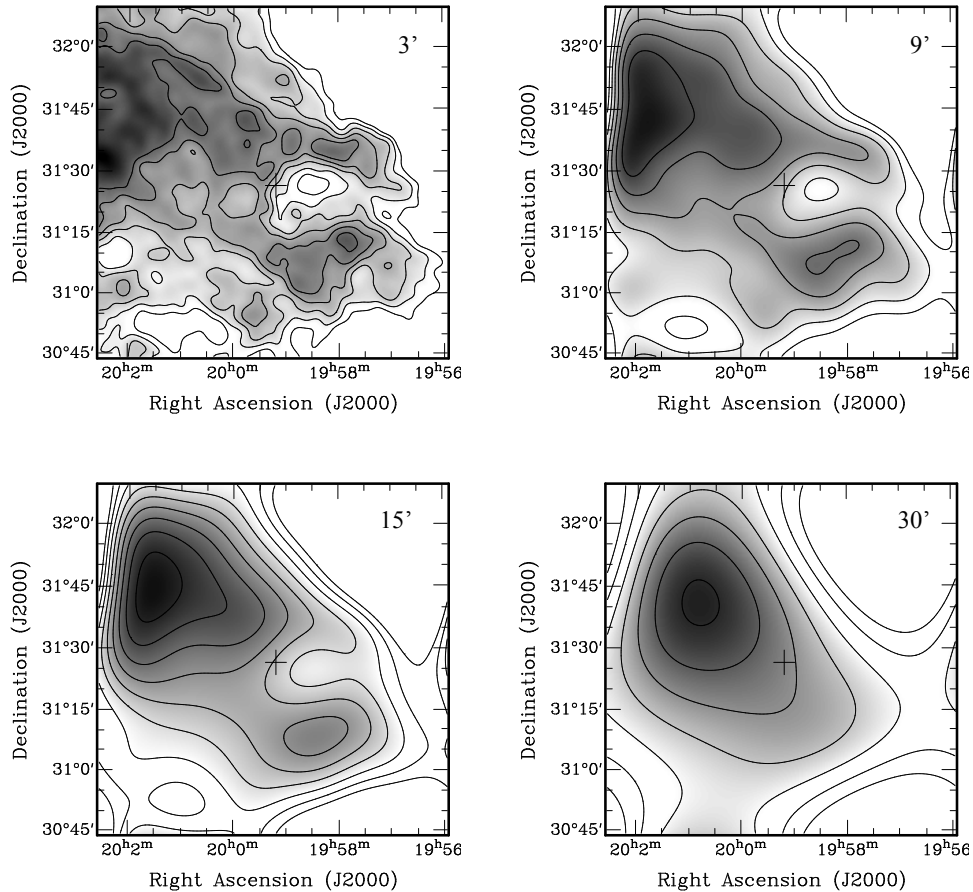 3’
32°0′
31°45′
31°30′
31°15′
31°0′
30°45′
20ʰ2ᵐ
20ʰ0ᵐ
19ʰ58ᵐ
19ʰ56
Declination (J2000)
Right Ascension (J2000)
9’
32°0′
31°45′
31°30′
31°15′
31°0′
30°45′
20ʰ2ᵐ
20ʰ0ᵐ
19ʰ58ᵐ
19ʰ56
Declination (J2000)
Right Ascension (J2000)
15’
32°0′
31°45′
31°30′
31°15′
31°0′
30°45′
20ʰ2ᵐ
20ʰ0ᵐ
19ʰ58ᵐ
19ʰ56
Declination (J2000)
Right Ascension (J2000)
30’
32°0′
31°45′
31°30′
31°15′
31°0′
30°45′
20ʰ2ᵐ
20ʰ0ᵐ
19ʰ58ᵐ
19ʰ56
Declination (J2000)
Right Ascension (J2000)